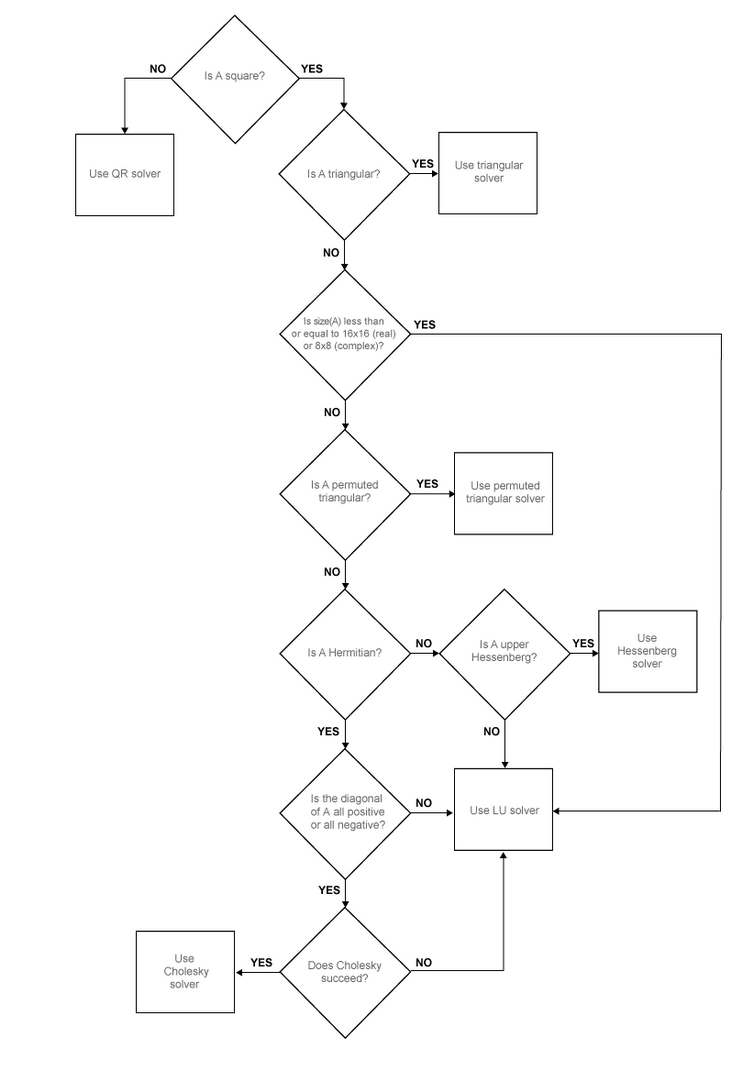 NO
YES
Is A square?
Use QR solver
Is A triangular?
YES
Use triangular
solver
NO
Is size(A) less than
or equal to 16x16 (real)
or 8x8 (complex)?
YES
NO
Is A permuted
triangular?
YES
Use permuted
triangular solver
NO
Is A Hermitian?
NO
Is A upper
Hessenberg?
YES
Use
Hessenberg
solver
YES
NO
Is the diagonal
of A all positive
or all negative?
NO
Use LU solver
YES
Use
Cholesky
solver
YES
Does Cholesky
succeed?
NO